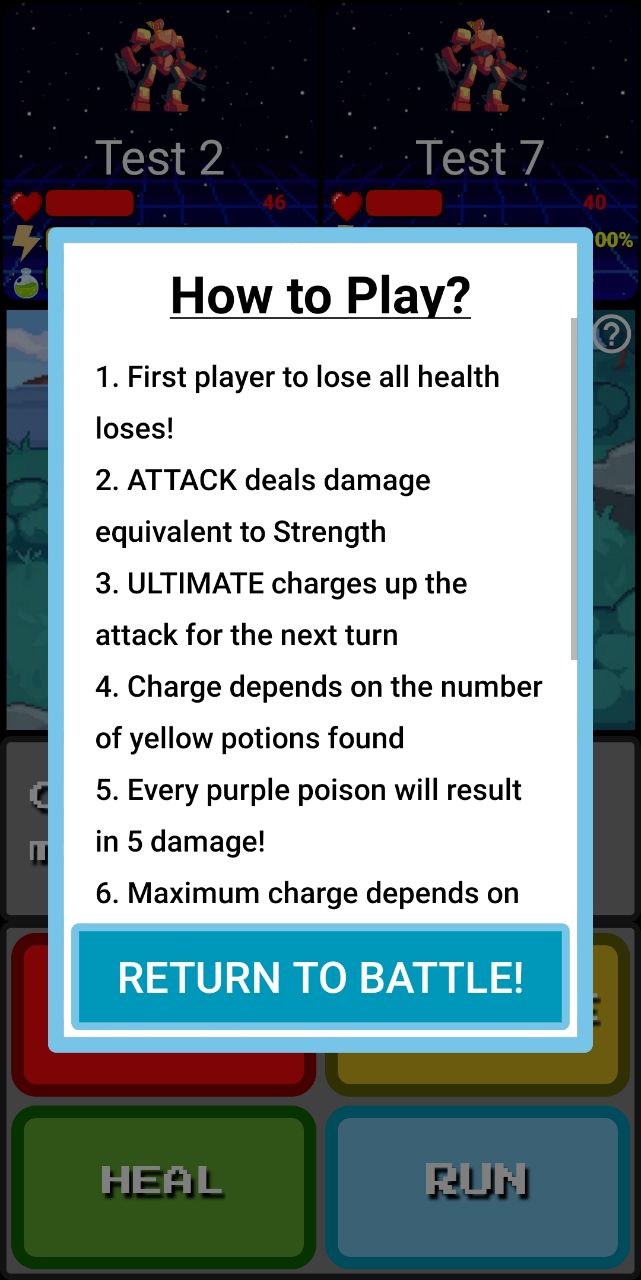 Test 2
Test 7
46
40
00%
How to Play?
1. First player to lose all health
loses!
2. ATTACK deals damage
equivalent to Strength
3. ULTIMATE charges up the
attack for the next turn
4. Charge depends on the number
of yellow potions found
5. Every purple poison will result
in 5 damage!
6. Maximum charge depends on
RETURN TO BATTLE!
HEAL
RUN